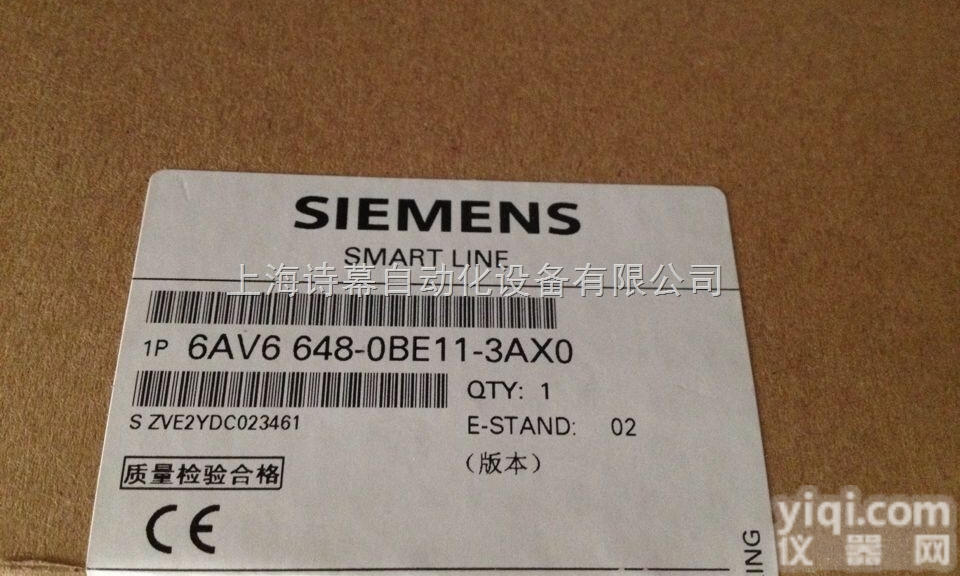 SIEMENS
SMART LINE
上海诗幕自动化设备有限公司
1P 6AV6 648-0BE11-3AX0
QTY: 1
S ZVE2YDC023461
E-STAND: 02
(版本)
质量检验合格
CE
ING
yiqi.com
仪器网